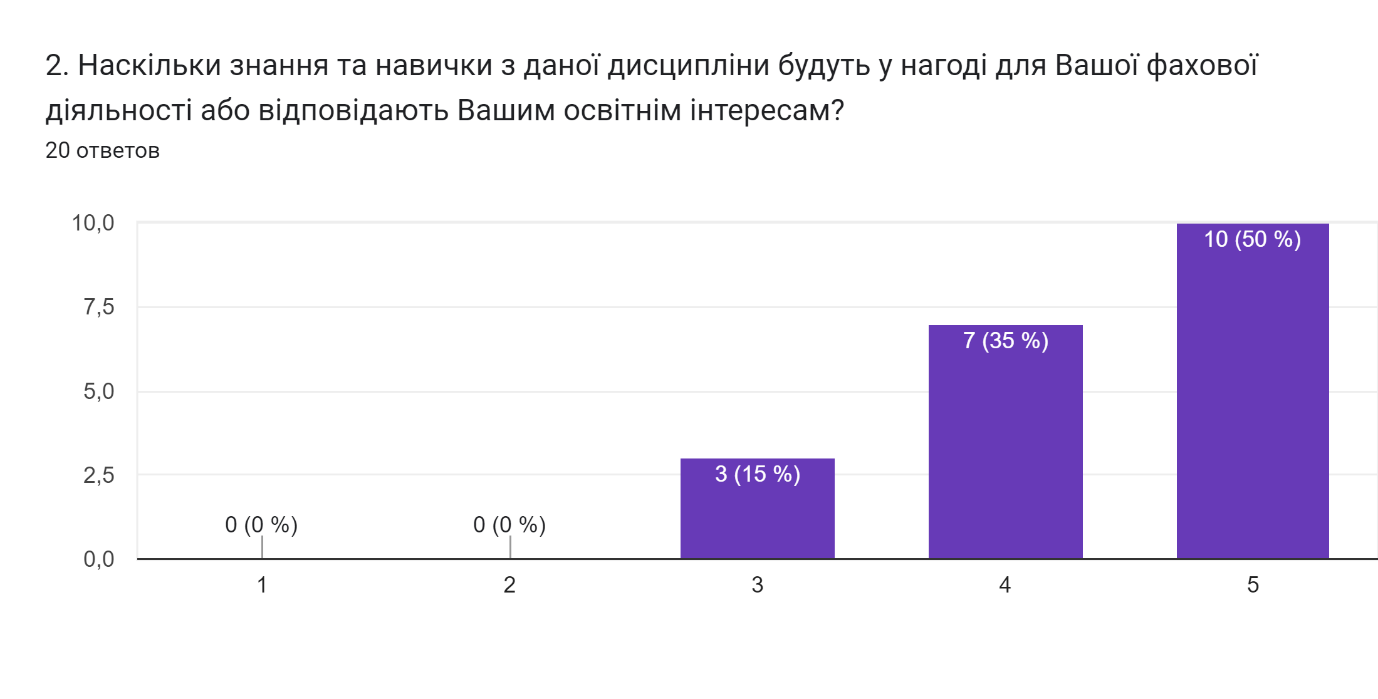 2. Наскільки знання та навички з даної дисципліни будуть у нагоді для Вашої фахової
діяльності або відповідають Вашим освітнім інтересам?
20 ответов
10,0
7,5
5,0
2,5
0,0
0 (0 %)
0 (0 %)
3 (15 %)
7 (35 %)
10 (50 %)
1
2
3
4
5